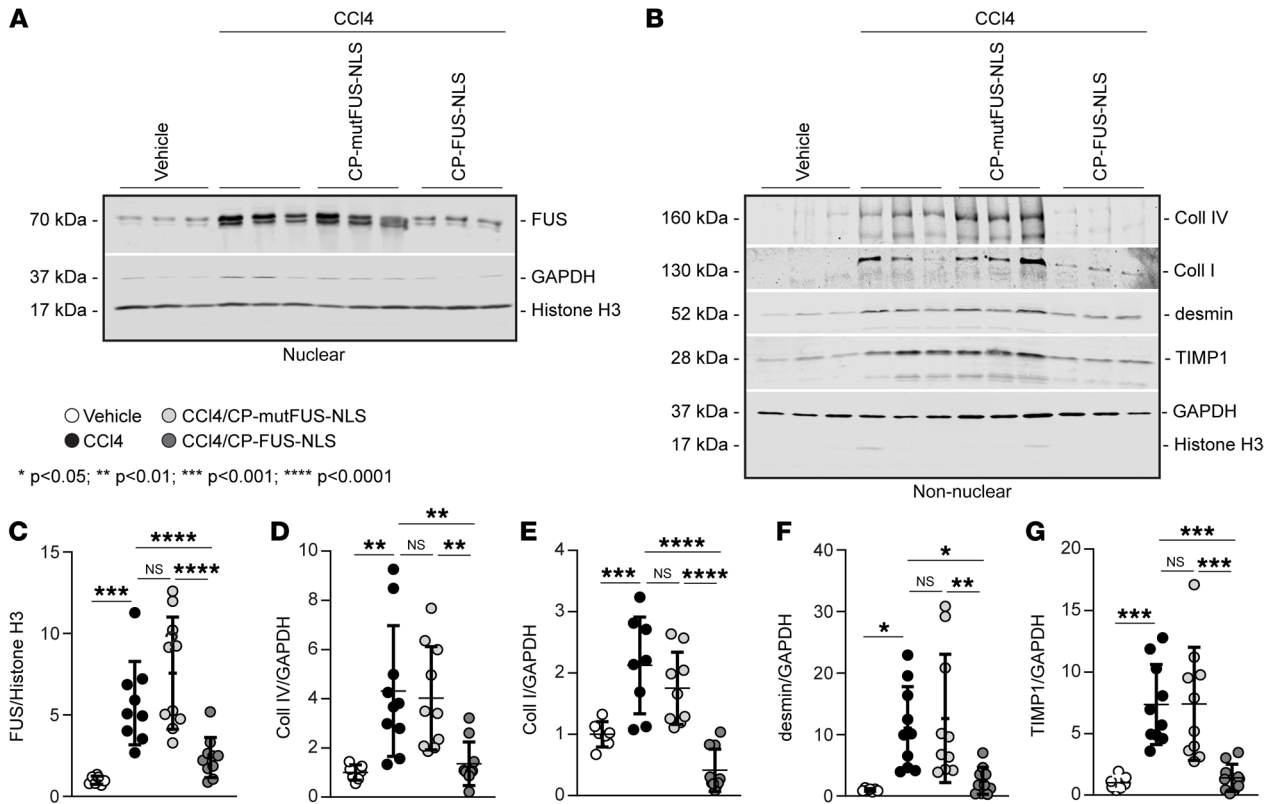 A
CCl4
Vehicle
CP-mutFUS-NLS
CP-FUS-NLS
70 kDa - - FUS
37 kDa - - GAPDH
17 kDa - - Histone H3
Nuclear
B
CCl4
Vehicle
CP-mutFUS-NLS
CP-FUS-NLS
160 kDa - - Coll IV
130 kDa - - Coll I
52 kDa - - desmin
28 kDa - - TIMP1
37 kDa - - GAPDH
17 kDa - - Histone H3
Non-nuclear
Vehicle CCl4/CP-mutFUS-NLS
CCl4 CCl4/CP-FUS-NLS
* p<0.05; ** p<0.01; *** p<0.001; **** p<0.0001
C
FUS/Histone H3
15
10
5
0
****
NS ****
***
D
Coll IV/GAPDH
10
8
6
4
2
0
**
** NS **
E
Coll I/GAPDH
4
3
2
1
0
****
*** NS ****
F
desmin/GAPDH
40
30
20
10
0
*
NS **
*
G
TIMP1/GAPDH
20
15
10
5
0
***
NS ***
***